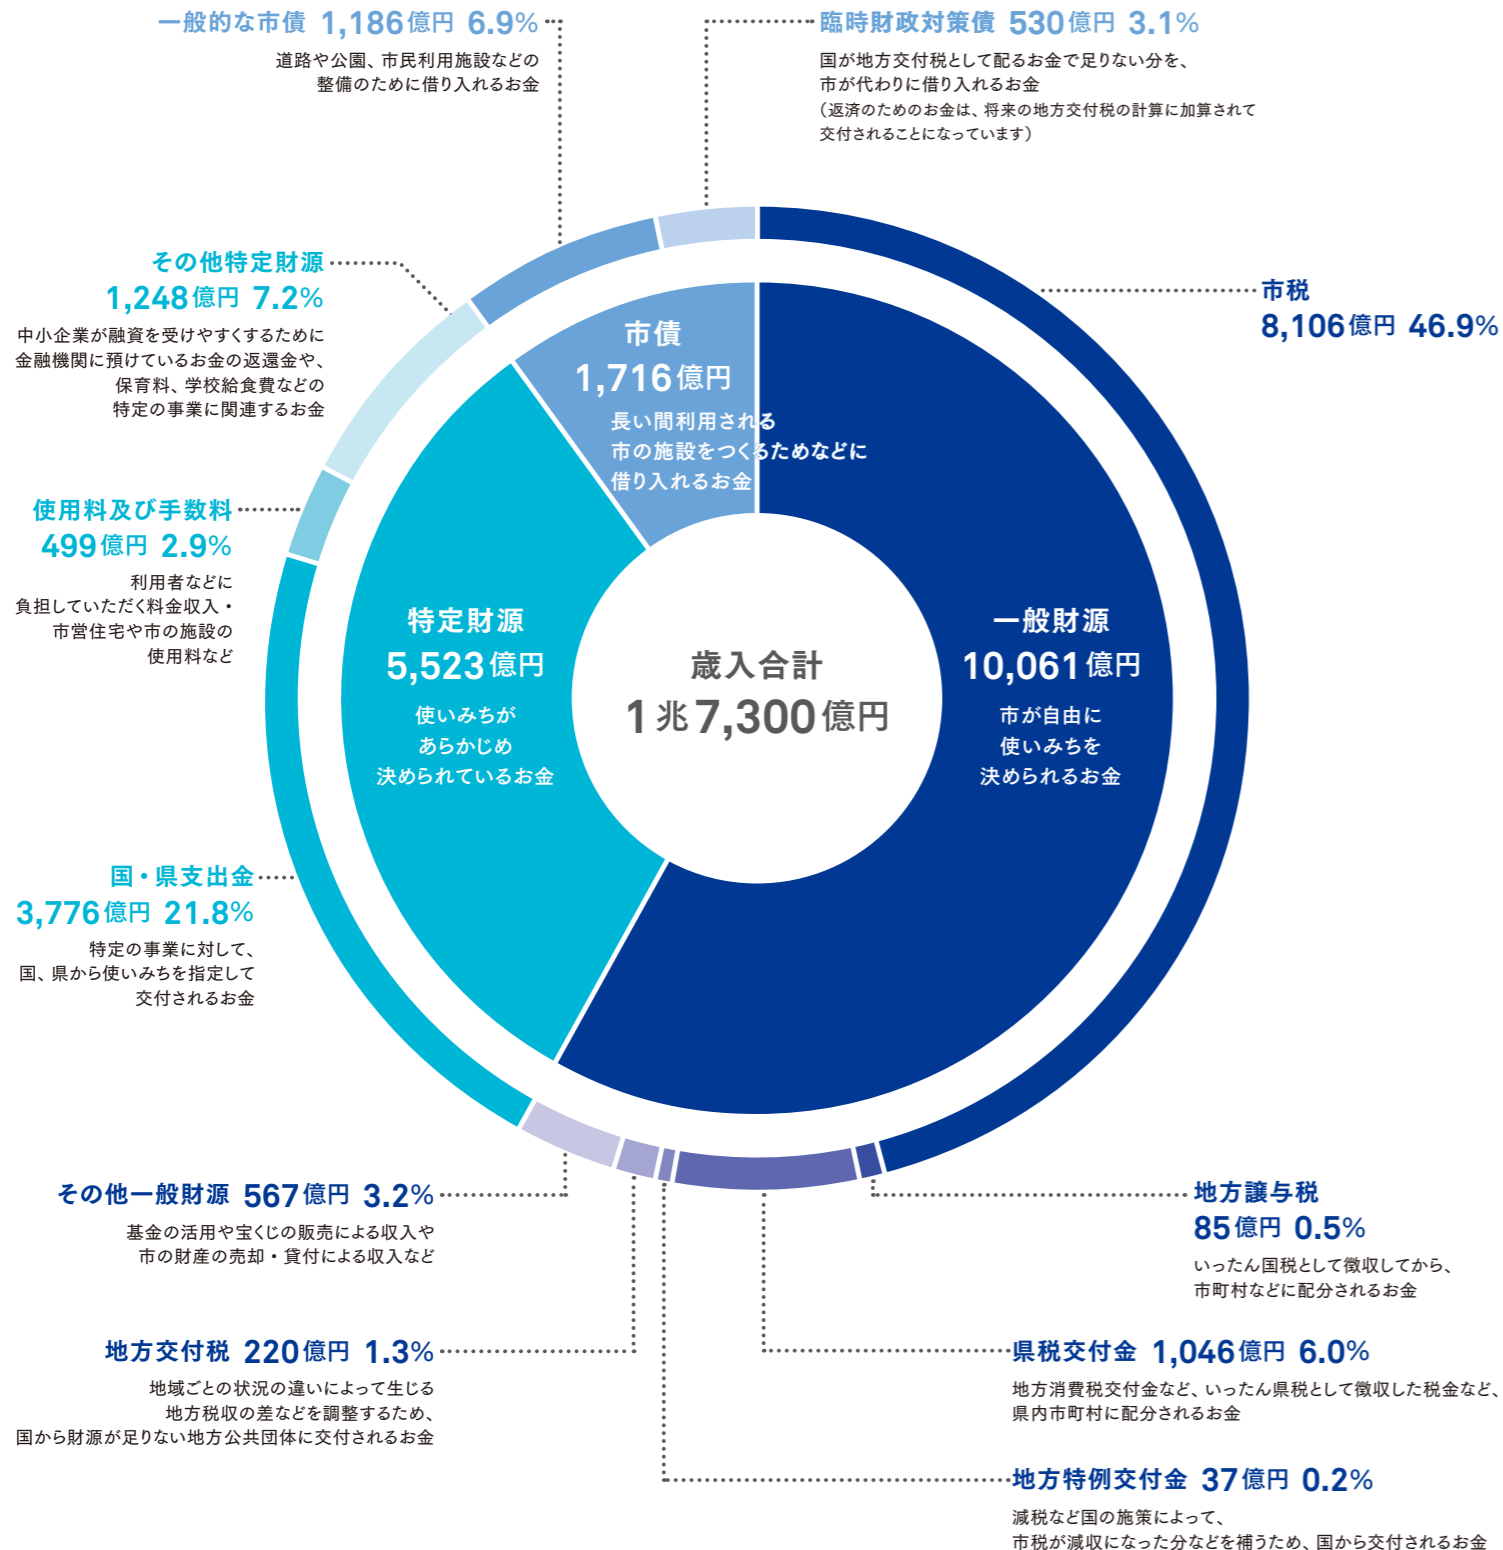 一般的な市債 1,186億円 6.9%
道路や公園、市民利用施設などの
整備のために借り入れるお金
臨時財政対策債 530億円 3.1%
国が地方交付税として配るお金で足りない分を、
市が代わりに借り入れるお金
（返済のためのお金は、将来の地方交付税の計算に加算されて
交付されることになっています）
その他特定財源
1,248億円 7.2%
中小企業が融資を受けやすくするために
金融機関に預けているお金の返還金や、
保育料、学校給食費などの
特定の事業に関連するお金
市税
8,106億円 46.9%
市債
1,716億円
長い間利用される
市の施設をつくるためなどに
借り入れるお金
使用料及び手数料
499億円 2.9%
利用者などに
負担していただく料金収入・
市営住宅や市の施設の
使用料など
特定財源
5,523億円
使いみちが
あらかじめ
決められているお金
歳入合計
1兆7,300億円
一般財源
10,061億円
市が自由に
使いみちを
決められるお金
国・県支出金
3,776億円 21.8%
特定の事業に対して、
国、県から使いみちを指定して
交付されるお金
その他一般財源 567億円 3.2%
基金の活用や宝くじの販売による収入や
市の財産の売却・貸付による収入など
地方譲与税
85億円 0.5%
いったん国税として徴収してから、
市町村などに配分されるお金
地方交付税 220億円 1.3%
地域ごとの状況の違いによって生じる
地方税収の差などを調整するため、
国から財源が足りない地方公共団体に交付されるお金
県税交付金 1,046億円 6.0%
地方消費税交付金など、いったん県税として徴収した税金など、
県内市町村に配分されるお金
地方特例交付金 37億円 0.2%
減税など国の施策によって、
市税が減収になった分などを補うため、国から交付されるお金